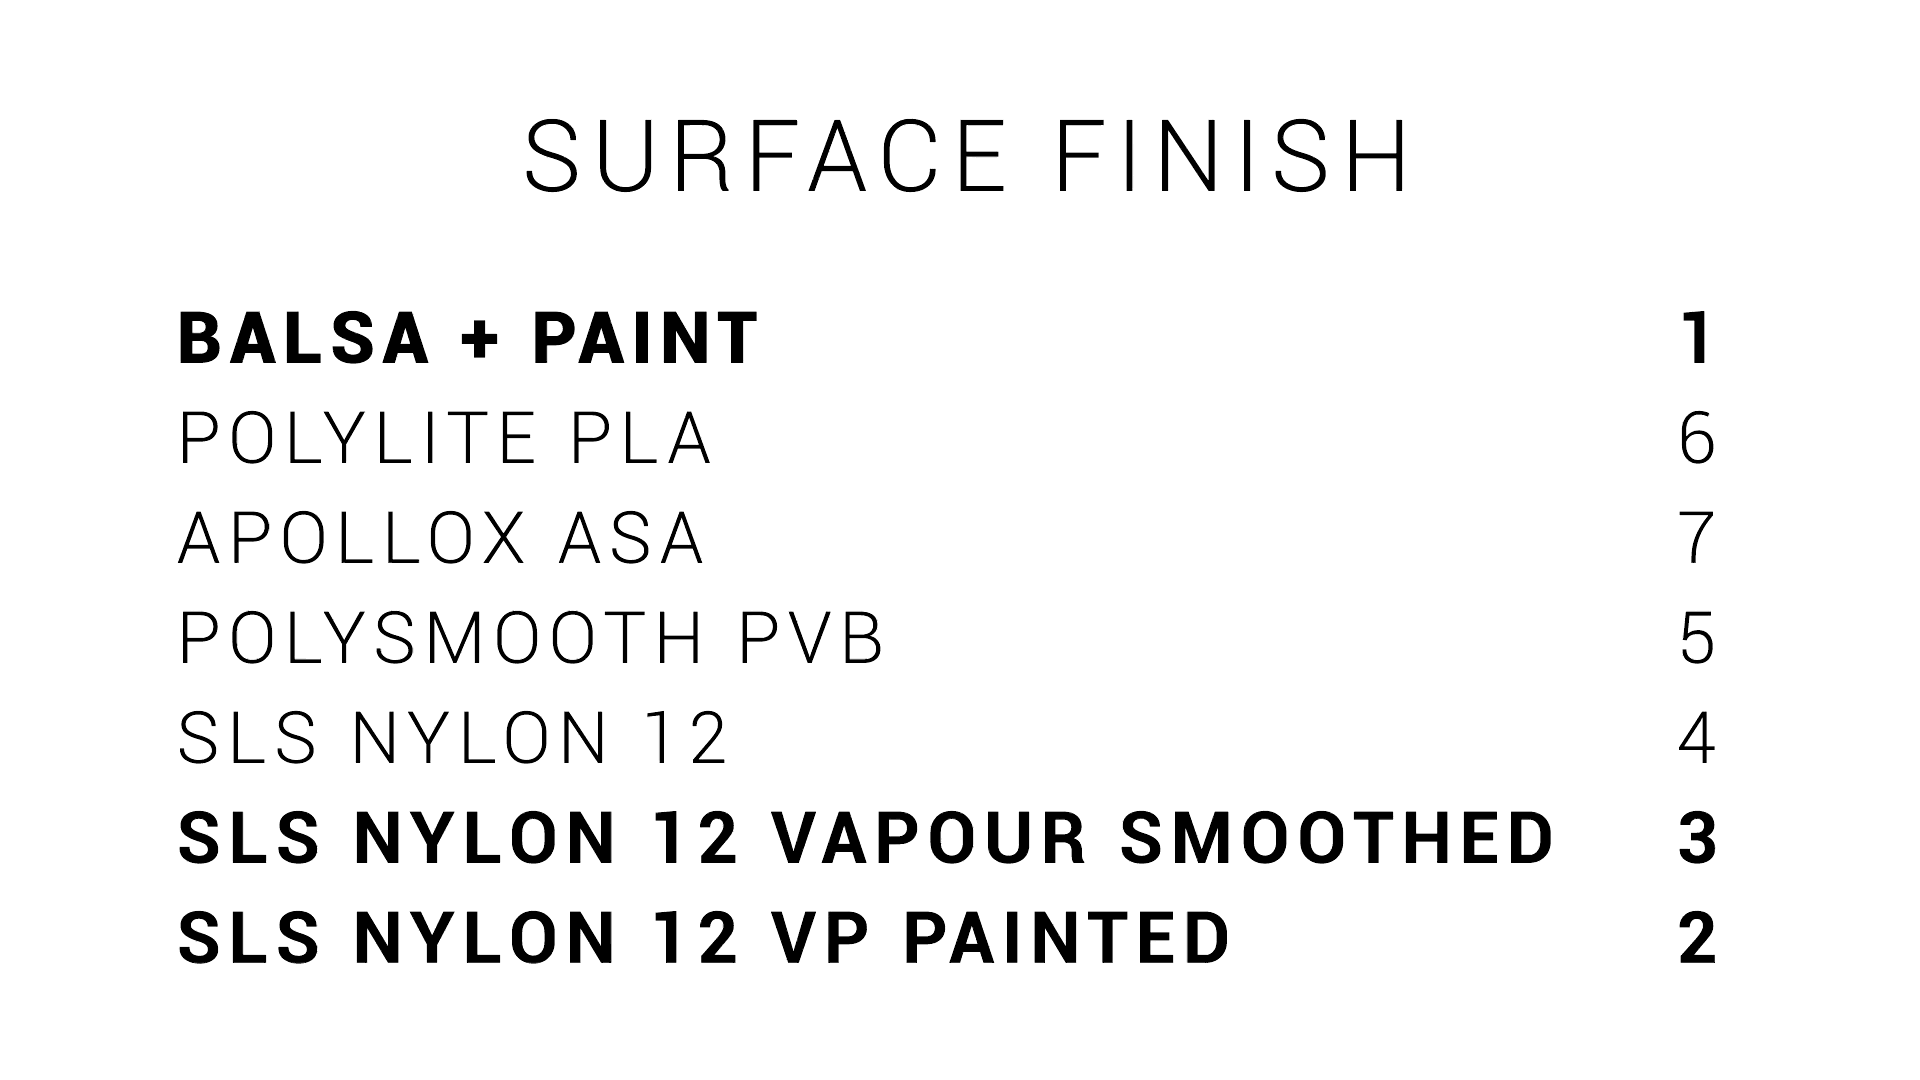 SURFACE FINISH
BALSA + PAINT 1
POLYLITE PLA 6
APOLLOX ASA 7
POLYSMOOTH PVB 5
SLS NYLON 12 4
SLS NYLON 12 VAPOUR SMOOTHED 3
SLS NYLON 12 VP PAINTED 2